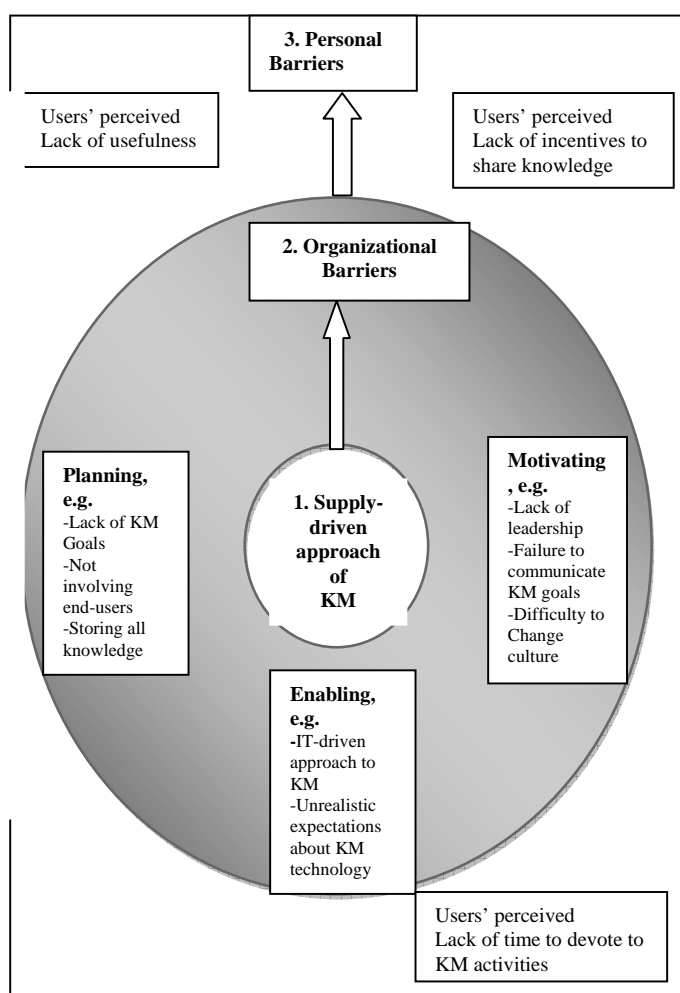 3. Personal
Barriers
Users' perceived
Lack of usefulness
Users' perceived
Lack of incentives to
share knowledge
2. Organizational
Barriers
Planning,
e.g.
-Lack of KM
Goals
-Not
involving
end-users
-Storing all
knowledge
1. Supply-
driven
approach
of
KM
Motivating
, e.g.
-Lack of
leadership
-Failure to
communicate
KM goals
-Difficulty to
Change
culture
Enabling,
e.g.
-IT-driven
approach to
KM
-Unrealistic
expectations
about KM
technology
Users' perceived
Lack of time to devote to
KM activities